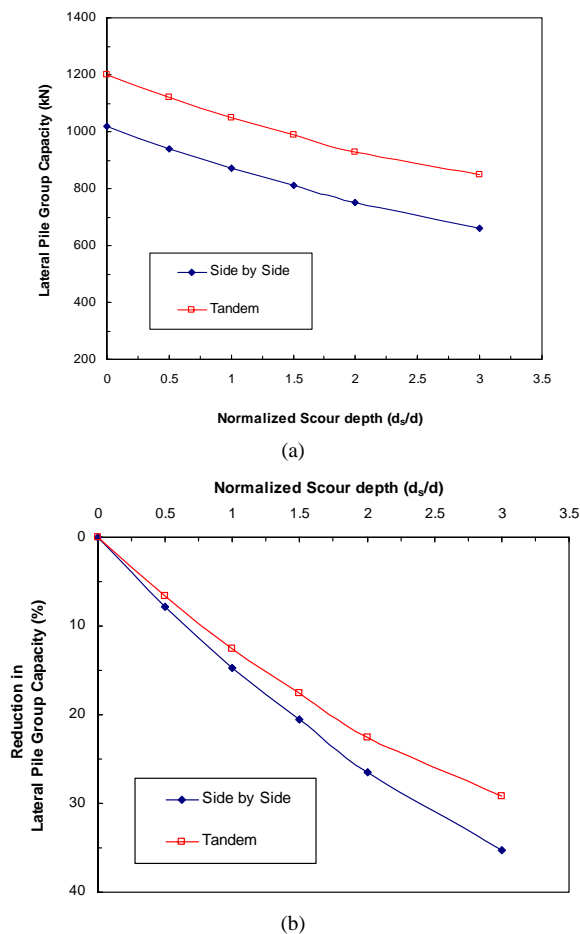 1400
1200
1000
800
600
400
200
Lateral Pile Group Capacity (kN)
Side by Side
Tandem
0 0.5 1 1.5 2 2.5 3 3.5
Normalized Scour depth (ds/d)
(a)
Normalized Scour depth (ds/d)
0 0.5 1 1.5 2 2.5 3 3.5
0
10
20
30
40
Reduction in
Lateral Pile Group Capacity (%)
Side by Side
Tandem
(b)